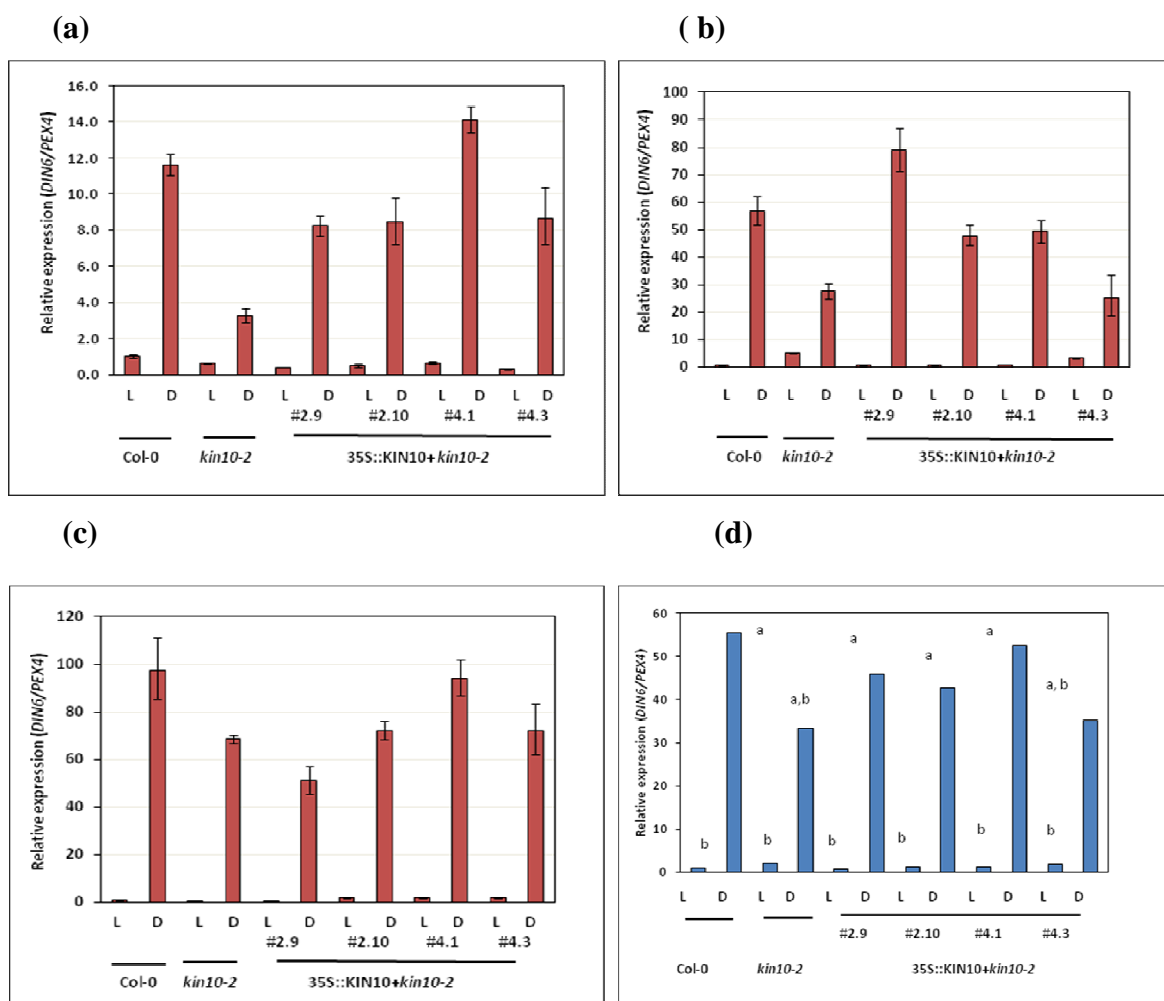 (a)
Relative expression (DIN6/PEX4)
16.0
14.0
12.0
10.0
8.0
6.0
4.0
2.0
0.0
L D L D L D L D L D L D
#2.9 #2.10 #4.1 #4.3
Col-0 kin10-2 35S::KIN10+kin10-2
( b)
Relative expression (DIN6/PEX4)
100
90
80
70
60
50
40
30
20
10
0
L D L D L D L D L D L D
#2.9 #2.10 #4.1 #4.3
Col-0 kin10-2 35S::KIN10+kin10-2
(c)
Relative expression (DIN6/PEX4)
120
100
80
60
40
20
0
L D L D L D L D L D L D
#2.9 #2.10 #4.1 #4.3
Col-0 kin10-2 35S::KIN10+kin10-2
(d)
Relative expression (DIN6/PEX4)
60
50
40
30
20
10
0
a a a a
a,b a, b
b b b b b b
L D L D L D L D L D L D
#2.9 #2.10 #4.1 #4.3
Col-0 kin10-2 35S::KIN10+kin10-2